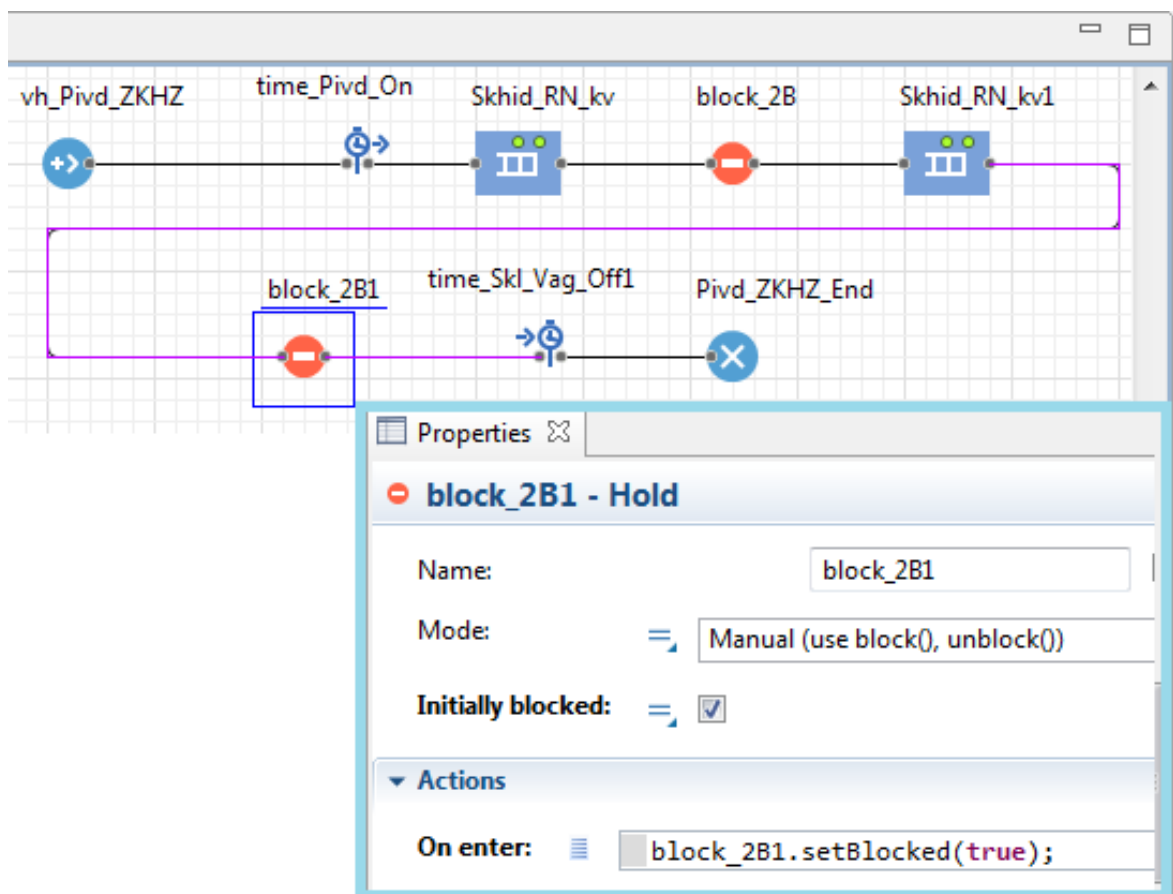 vh_Pivd_ZKHZ time_Pivd_On Skhid_RN_kv block_2B Skhid_RN_kv1
block_2B1 time_Skl_Vag_Off1 Pivd_ZKHZ_End
Properties
block_2B1 - Hold
Name: block_2B1
Mode: Manual (use block(), unblock())
Initially blocked:
Actions
On enter: block_2B1.setBlocked(true);